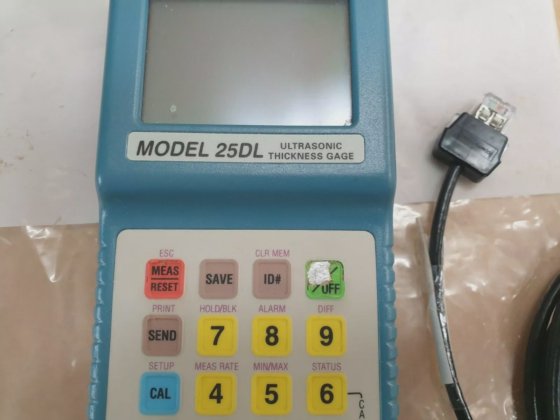 MODEL 25DL ULTRASONIC
THICKNESS GAGE
ESC CLR MEM
MEAS
RESET
SAVE
ID#
OFF
PRINT HOLD/BLK ALARM DIFF
SEND 7 8 9
SETUP MEAS RATE MIN/MAX STATUS
CAL 4 5 6
C
A